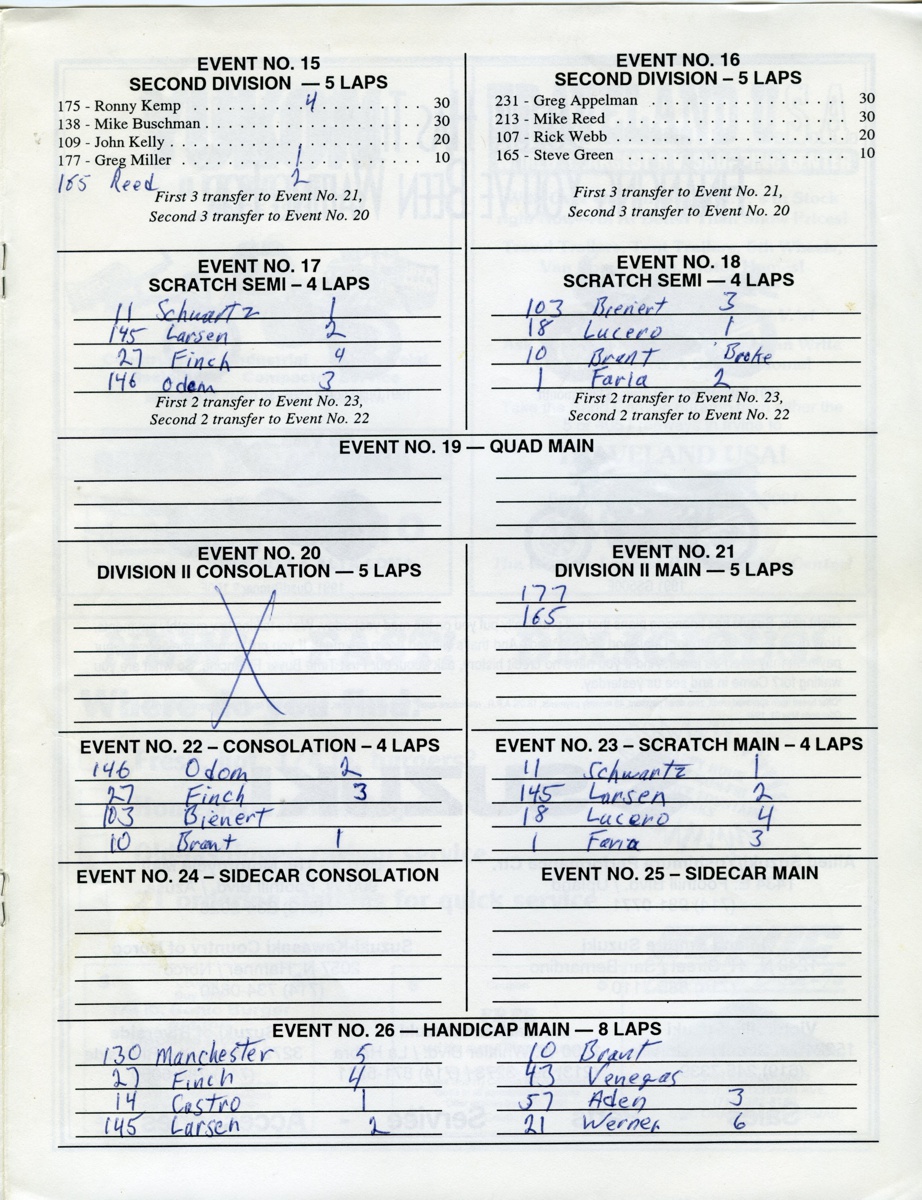 EVENT NO. 15
SECOND DIVISION — 5 LAPS
175 - Ronny Kemp . . . . . . . . 4 . . . . . . . . . 30
138 - Mike Buschman . . . . . . . . . . . . . . . . 30
109 - John Kelly . . . . . . . . . . . . . . . . . . . 20
177 - Greg Miller . . . . . . . . 1 . . . . . . . . . 10
165 Reed 2
First 3 transfer to Event No. 21,
Second 3 transfer to Event No. 20
EVENT NO. 16
SECOND DIVISION – 5 LAPS
231 - Greg Appelman . . . . . . . . . . . . . . . . 30
213 - Mike Reed . . . . . . . . . . . . . . . . . . . 30
107 - Rick Webb . . . . . . . . . . . . . . . . . . . 20
165 - Steve Green . . . . . . . . . . . . . . . . . . 10
First 3 transfer to Event No. 21,
Second 3 transfer to Event No. 20
EVENT NO. 17
SCRATCH SEMI – 4 LAPS
11 Schwartz 1
145 Larsen 2
27 Finch 4
146 Odom 3
First 2 transfer to Event No. 23,
Second 2 transfer to Event No. 22
EVENT NO. 18
SCRATCH SEMI — 4 LAPS
103 Bienert 3
18 Lucero 1
10 Brant Broke
1 Faria 2
First 2 transfer to Event No. 23,
Second 2 transfer to Event No. 22
EVENT NO. 19 — QUAD MAIN
EVENT NO. 20
DIVISION II CONSOLATION — 5 LAPS
X
EVENT NO. 21
DIVISION II MAIN — 5 LAPS
177
165
EVENT NO. 22 – CONSOLATION – 4 LAPS
146 Odom 2
27 Finch 3
103 Bienert
10 Brant 1
EVENT NO. 23 – SCRATCH MAIN – 4 LAPS
11 Schwartz 1
145 Larsen 2
18 Lucero 4
1 Faria 3
EVENT NO. 24 – SIDECAR CONSOLATION
EVENT NO. 25 – SIDECAR MAIN
EVENT NO. 26 — HANDICAP MAIN — 8 LAPS
130 Manchester 5
27 Finch 4
14 Castro 1
145 Larsen 2
10 Brant
43 Venegas
57 Aden 3
21 Werner 6